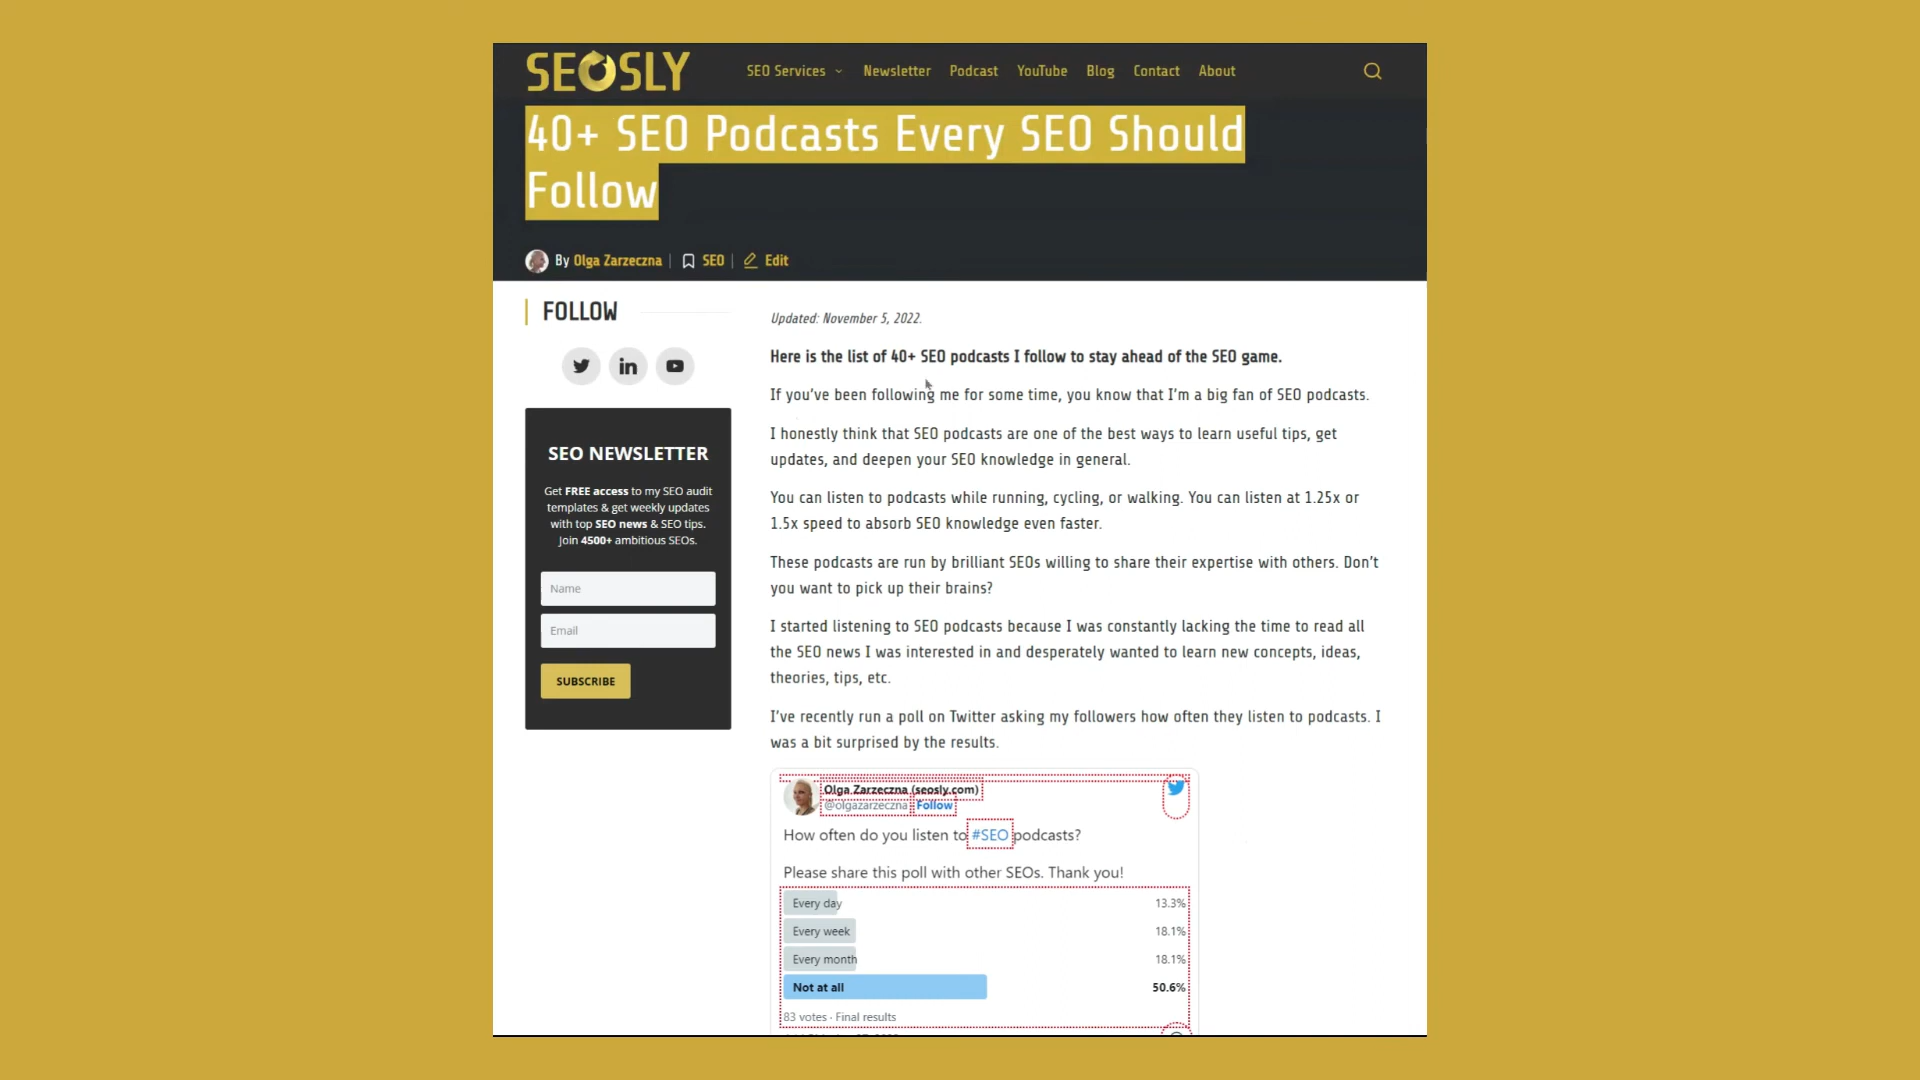 SEOSLY
SEO Services Newsletter Podcast YouTube Blog Contact About
40+ SEO Podcasts Every SEO Should
Follow
By Olga Zarzeczna | SEO | Edit
FOLLOW
SEO NEWSLETTER
Get FREE access to my SEO audit
templates & get weekly updates
with top SEO news & SEO tips.
Join 4500+ ambitious SEOs.
Name
Email
SUBSCRIBE
Updated: November 5, 2022.
Here is the list of 40+ SEO podcasts I follow to stay ahead of the SEO game.
If you've been following me for some time, you know that I'm a big fan of SEO podcasts.
I honestly think that SEO podcasts are one of the best ways to learn useful tips, get
updates, and deepen your SEO knowledge in general.
You can listen to podcasts while running, cycling, or walking. You can listen at 1.25x or
1.5x speed to absorb SEO knowledge even faster.
These podcasts are run by brilliant SEOs willing to share their expertise with others. Don't
you want to pick up their brains?
I started listening to SEO podcasts because I was constantly lacking the time to read all
the SEO news I was interested in and desperately wanted to learn new concepts, ideas,
theories, tips, etc.
I've recently run a poll on Twitter asking my followers how often they listen to podcasts. I
was a bit surprised by the results.
Olga Zarzeczna (seosly.com)
@olgazarzeczna Follow
How often do you listen to #SEO podcasts?
Please share this poll with other SEOs. Thank you!
Every day 13.3%
Every week 18.1%
Every month 18.1%
Not at all 50.6%
83 votes · Final results